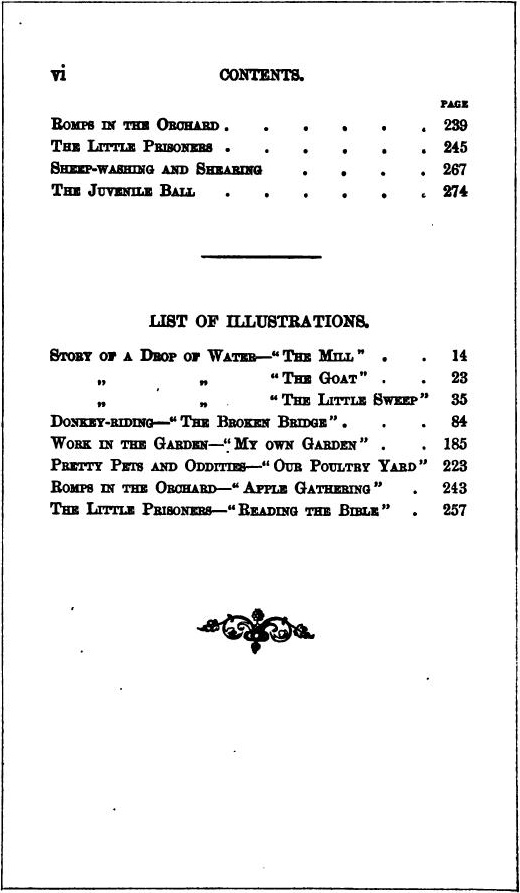 vi CONTENTS.
PAGE
Romps in the Orchard . . . . . . 239
The Little Prisoners . . . . . . 245
Sheep-washing and Shearing . . . . 267
The Juvenile Ball . . . . . . 274
LIST OF ILLUSTRATIONS.
Story of a Drop of Water—“The Mill” . . 14
„ „ “The Goat” . . 23
„ „ “The Little Sweep” 35
Donkey-riding—“The Broken Bridge” . . . 84
Work in the Garden—“My own Garden” . . 185
Pretty Pets and Oddities—“Our Poultry Yard” 223
Romps in the Orchard—“Apple Gathering” . 243
The Little Prisoners—“Reading the Bible” . 257